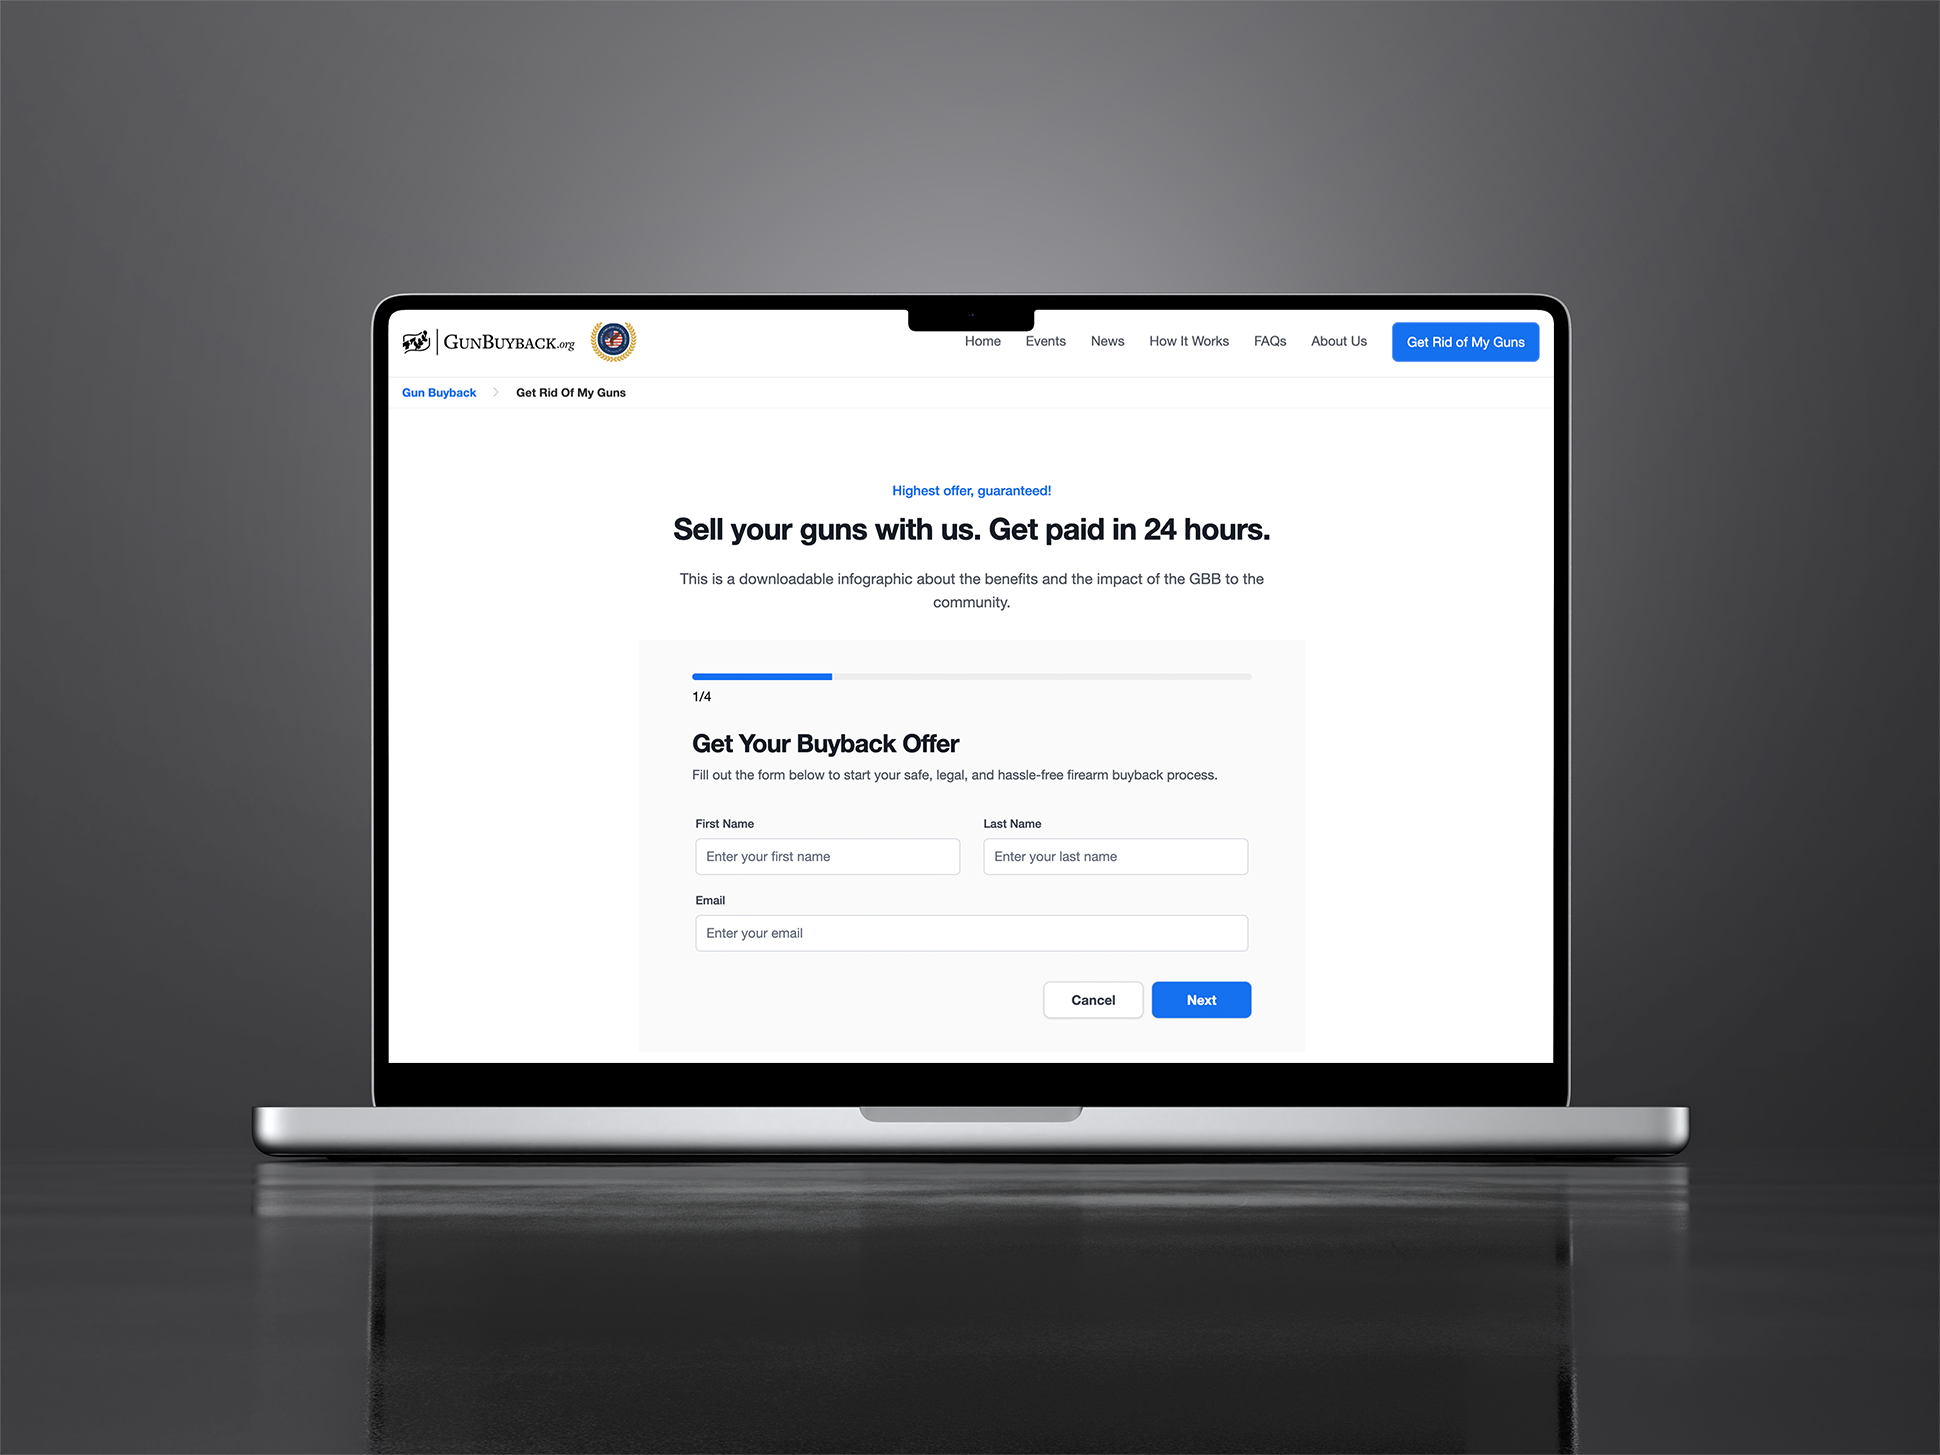 GunBuyback.org
Home Events News How It Works FAQs About Us Get Rid of My Guns
Gun Buyback Get Rid Of My Guns
Highest offer, guaranteed!
Sell your guns with us. Get paid in 24 hours.
This is a downloadable infographic about the benefits and the impact of the GBB to the
community.
1/4
Get Your Buyback Offer
Fill out the form below to start your safe, legal, and hassle-free firearm buyback process.
First Name Last Name
Enter your first name Enter your last name
Email
Enter your email
Cancel Next